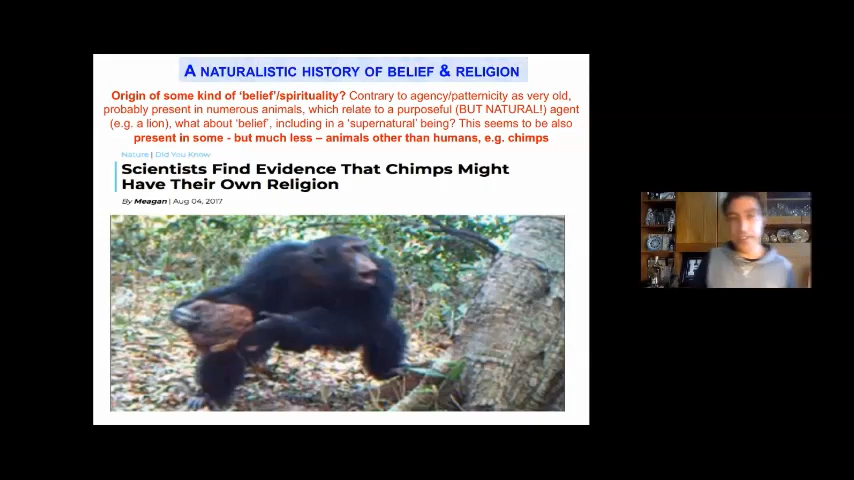 A NATURALISTIC HISTORY OF BELIEF & RELIGION
Origin of some kind of ‘belief’/spirituality? Contrary to agency/patternicity as very old,
probably present in numerous animals, which relate to a purposeful (BUT NATURAL!) agent
(e.g. a lion), what about ‘belief’, including in a ‘supernatural’ being? This seems to be also
present in some - but much less – animals other than humans, e.g. chimps
Nature | Did You Know
Scientists Find Evidence That Chimps Might
Have Their Own Religion
By Meagan | Aug 04, 2017